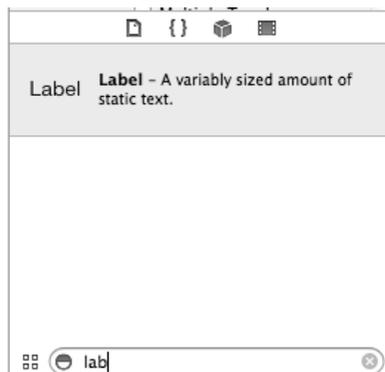 { }
Label
Label – A variably sized amount of
static text.
lab